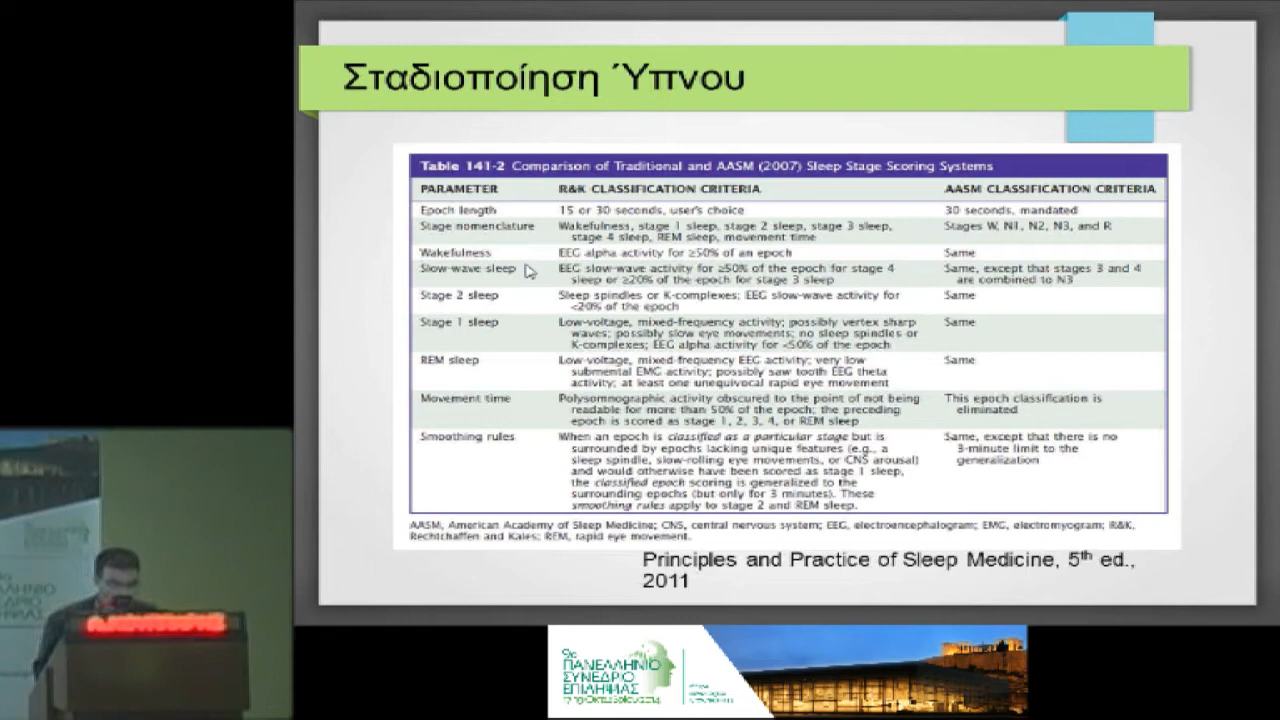 Σταδιοποίηση Ύπνου
Table 141-2 Comparison of Traditional and AASM (2007) Sleep Stage Scoring Systems
PARAMETER R&K CLASSIFICATION CRITERIA AASM CLASSIFICATION CRITERIA
Epoch length 15 or 30 seconds, user's choice 30 seconds, mandated
Stage nomenclature Wakefulness, stage 1 sleep, stage 2 sleep, stage 3 sleep, Stages W, N1, N2, N3, and R
stage 4 sleep, REM sleep, movement time
Wakefulness EEG alpha activity for ≥50% of an epoch Same
Slow-wave sleep EEG slow-wave activity for ≥50% of the epoch for stage 4 Same, except that stages 3 and 4
sleep or ≥20% of the epoch for stage 3 sleep are combined to N3
Stage 2 sleep Sleep spindles or K-complexes; EEG slow-wave activity for Same
<20% of the epoch
Stage 1 sleep Low-voltage, mixed-frequency activity; possibly vertex sharp Same
waves; possibly slow eye movements; no sleep spindles or
K-complexes; EEG alpha activity for <50% of the epoch
REM sleep Low-voltage, mixed-frequency EEG activity; very low Same
submental EMG activity; possibly saw tooth EEG theta
activity; at least one unequivocal rapid eye movement
Movement time Polysomnographic activity obscured to the point of not being This epoch classification is
readable for more than 50% of the epoch; the preceding eliminated
epoch is scored as stage 1, 2, 3, 4, or REM sleep
Smoothing rules When an epoch is classified as a particular stage but is Same, except that there is no
surrounded by epochs lacking unique features (e.g., a 3-minute limit to the
sleep spindle, slow-rolling eye movements, or CNS arousal) generalization
and would otherwise have been scored as stage 1 sleep,
the classified epoch scoring is generalized to the
surrounding epochs (but only for 3 minutes). These
smoothing rules apply to stage 2 and REM sleep.
AASM, American Academy of Sleep Medicine; CNS, central nervous system; EEG, electroencephalogram; EMG, electromyogram; R&K,
Rechtchaffen and Kales; REM, rapid eye movement.
Principles and Practice of Sleep Medicine, 5th ed.,
2011
9ο
ΠΑΝΕΛΛΗΝΙΟ
ΣΥΝΕΔΡΙΟ
ΕΠΙΛΗΨΙΑΣ